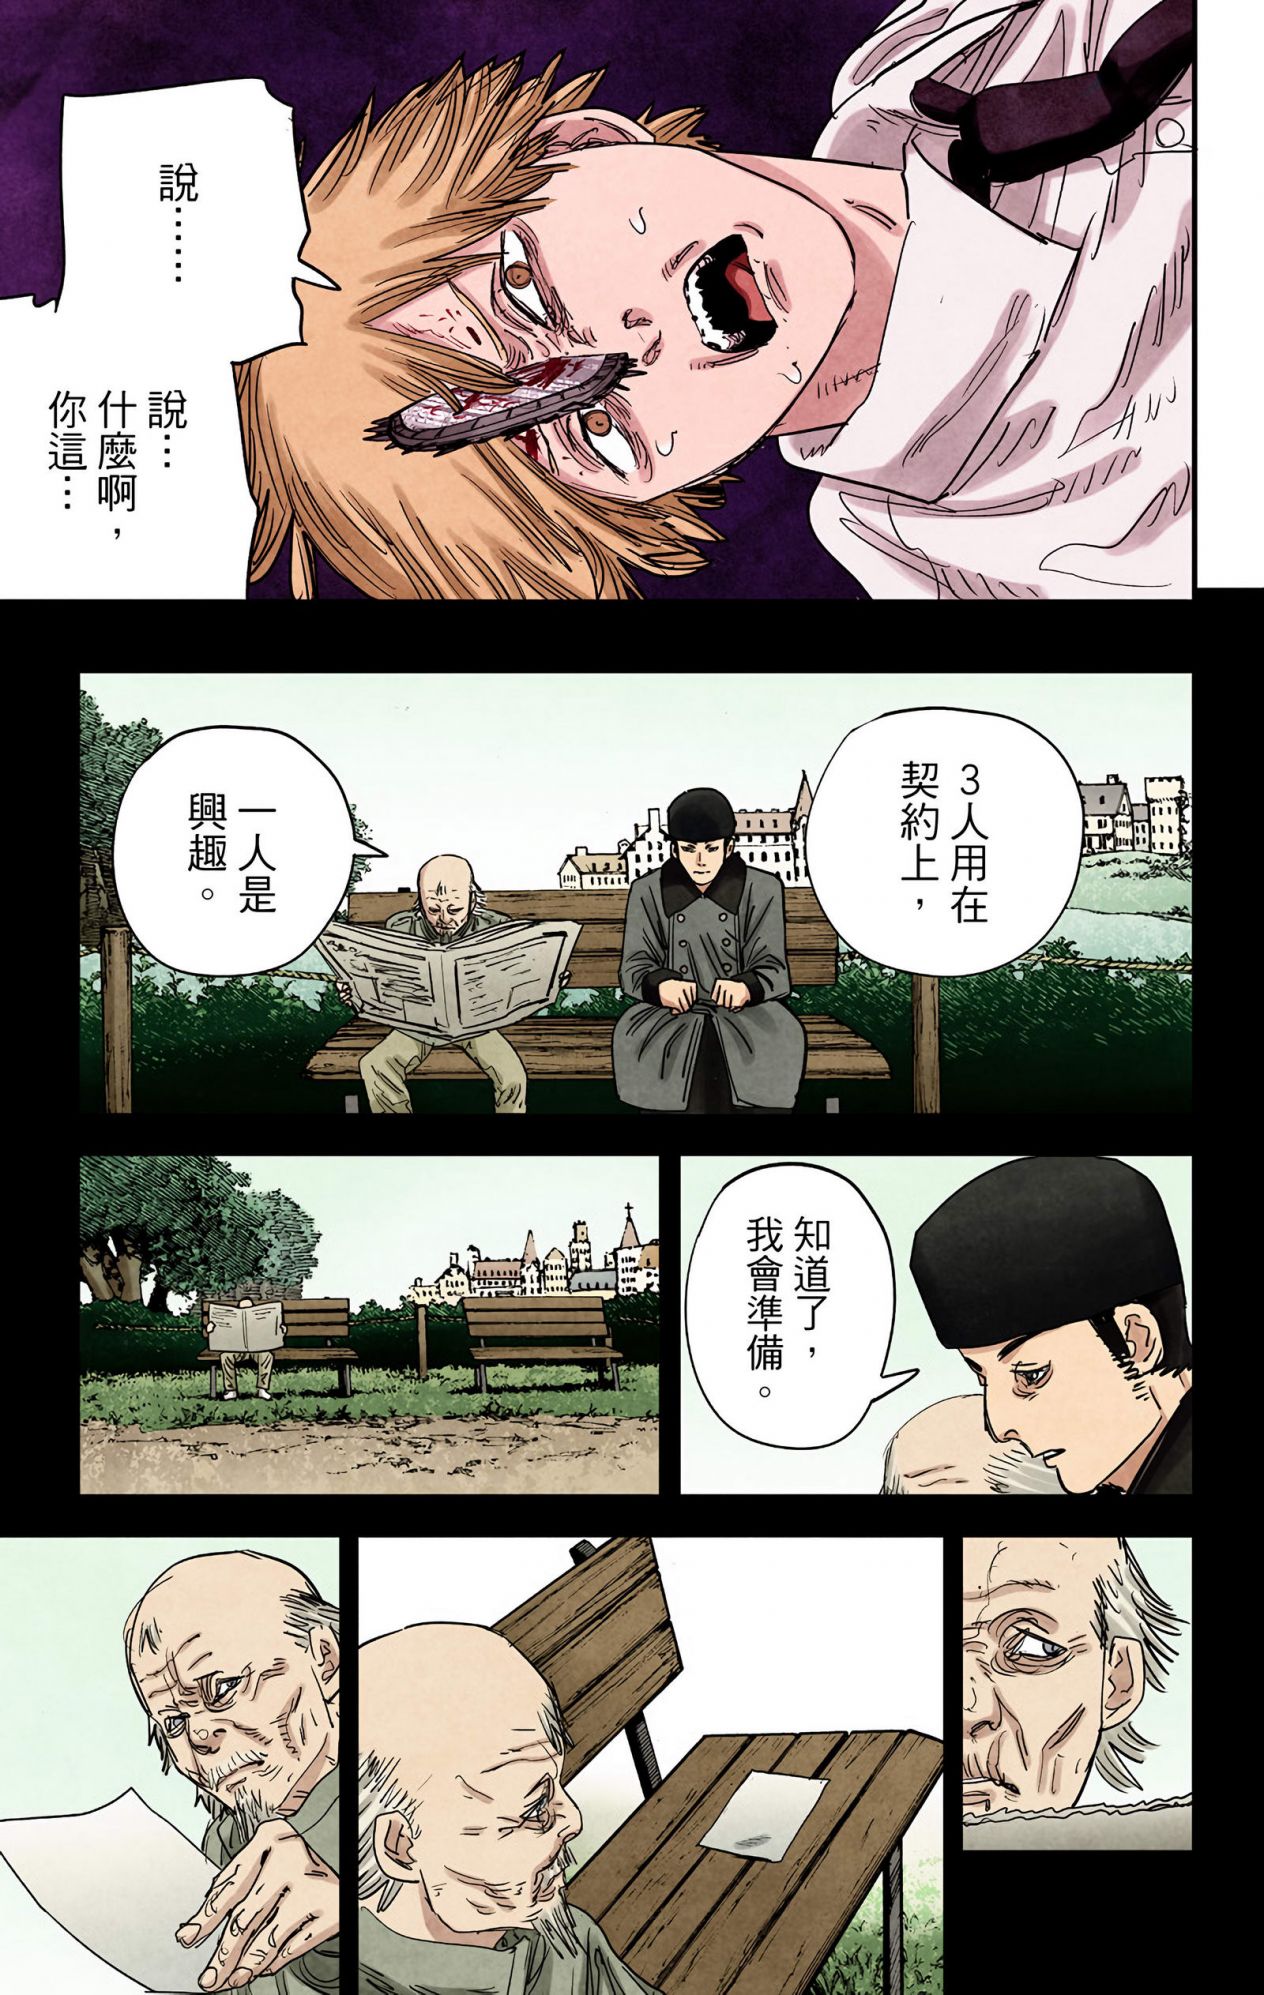 說……
說…
什麼啊，
你這…
3人用在
契約上，
一人是
興趣。
知道了，
我會準備。